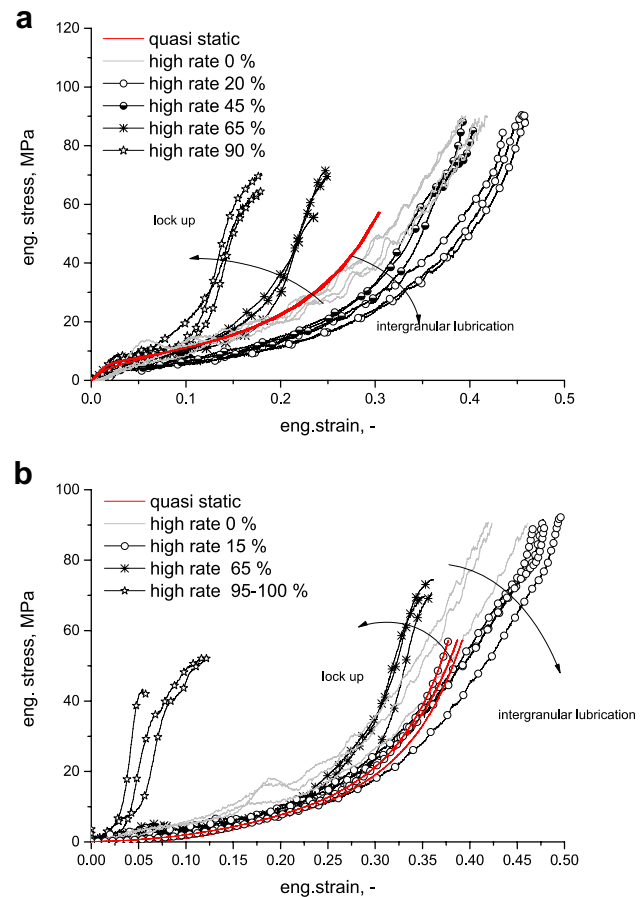 a
120
100
80
60
40
20
0
eng. stress, MPa
quasi static
high rate 0 %
high rate 20 %
high rate 45 %
high rate 65 %
high rate 90 %
lock up
intergranular lubrication
0.0 0.1 0.2 0.3 0.4 0.5
eng.strain, -
b
100
80
60
40
20
0
eng. stress, MPa
quasi static
high rate 0 %
high rate 15 %
high rate 65 %
high rate 95-100 %
lock up
intergranular lubrication
0.00 0.05 0.10 0.15 0.20 0.25 0.30 0.35 0.40 0.45 0.50
eng.strain, -